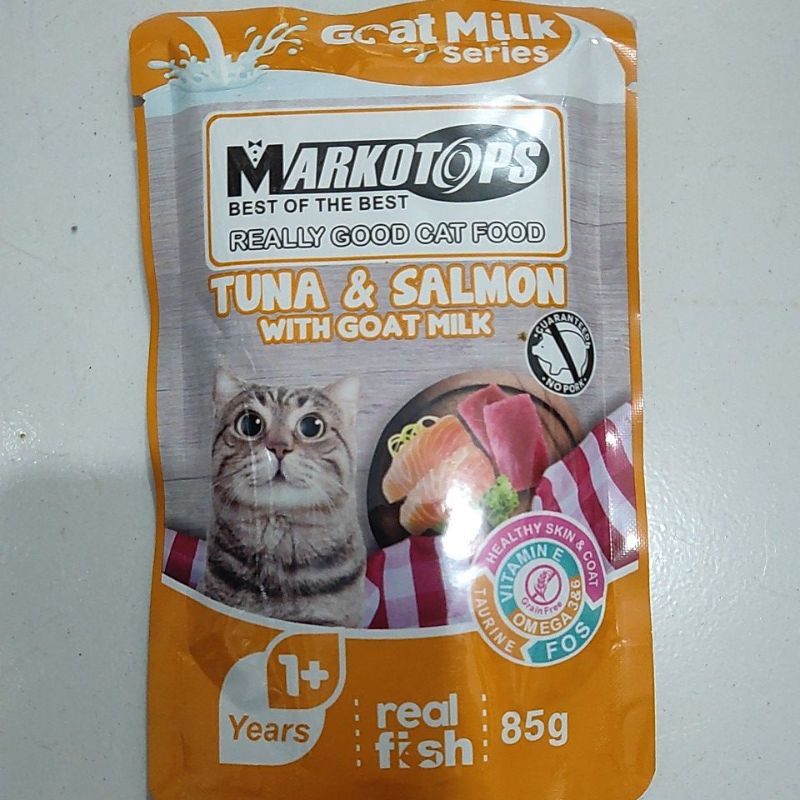 Goat Milk
series
MARKOTOPS
BEST OF THE BEST
REALLY GOOD CAT FOOD
TUNA & SALMON
WITH GOAT MILK
GUARANTEED
NO PORK
HEALTHY SKIN & COAT
VITAMIN E
Grain Free
OMEGA 3&6
TAURINE
FOS
1+
Years
real
fish
85g